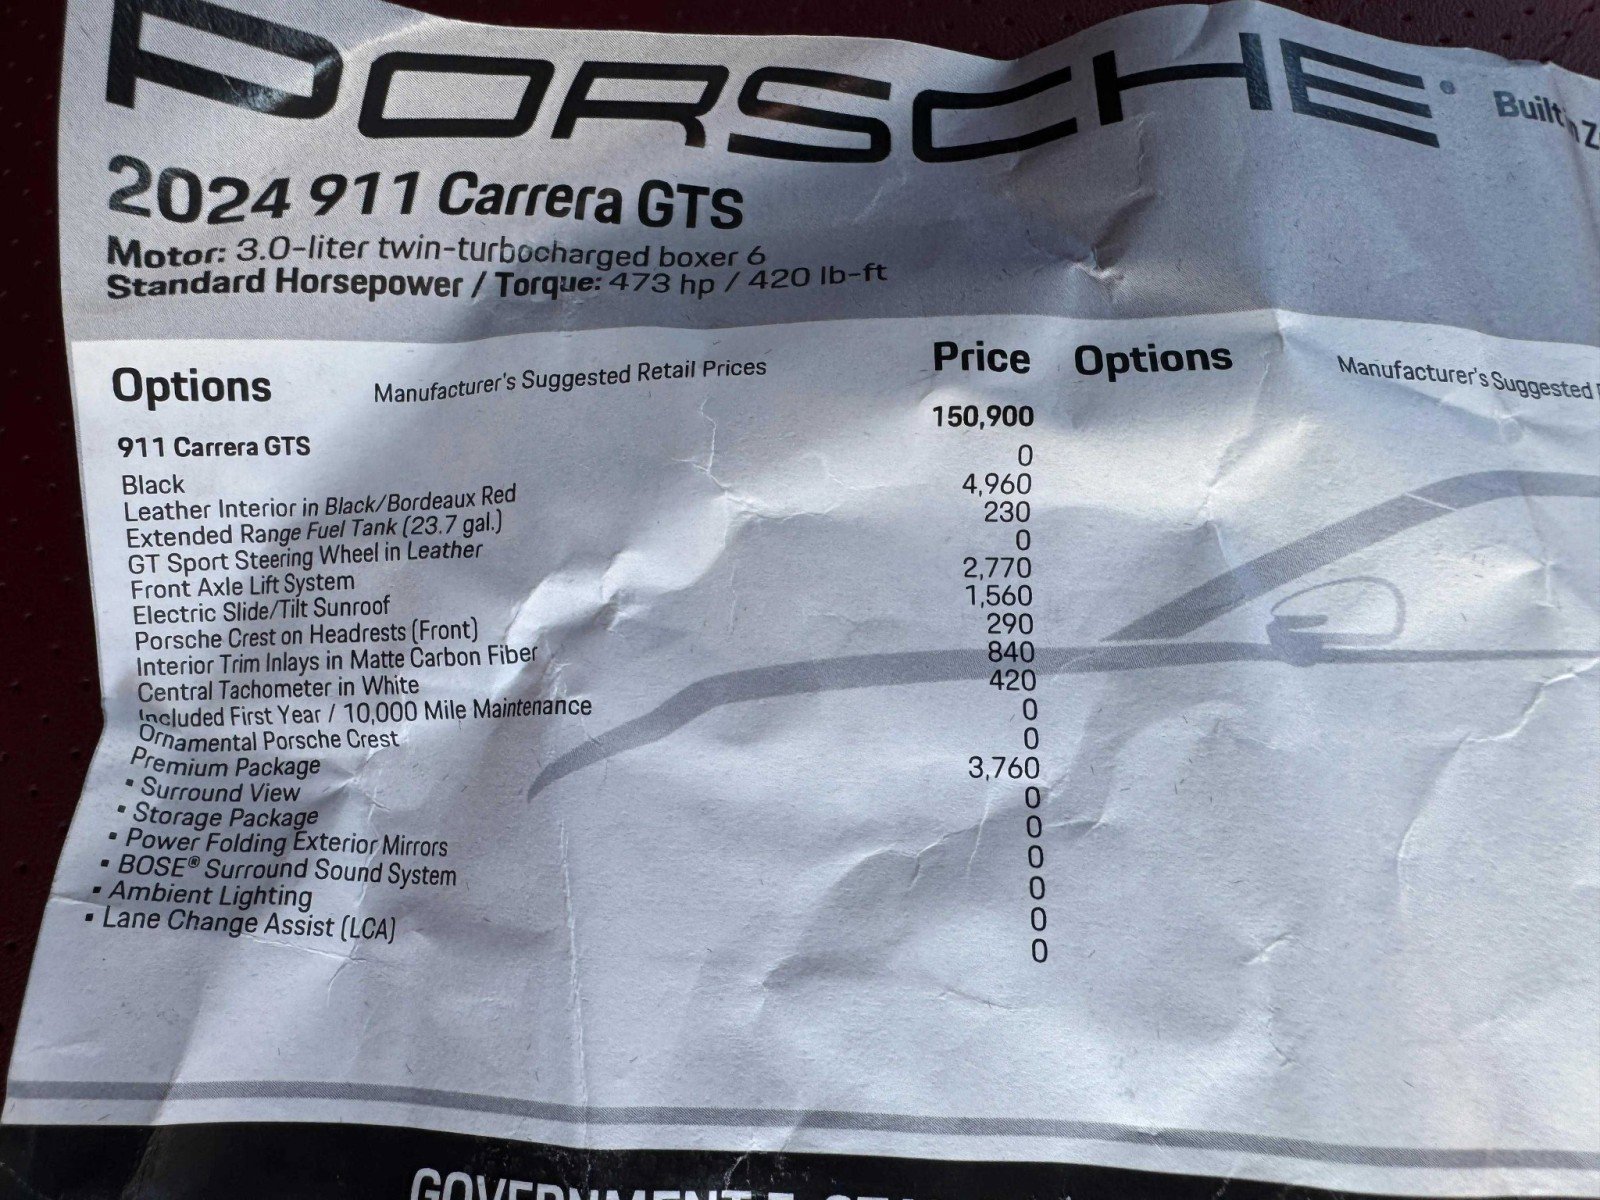 PORSCHE®
Built in
2024 911 Carrera GTS
Motor: 3.0-liter twin-turbocharged boxer 6
Standard Horsepower / Torque: 473 hp / 420 lb-ft
Options Manufacturer's Suggested Retail Prices Price Options Manufacturer's Suggested
911 Carrera GTS 150,900
Black 0
Leather Interior in Black/Bordeaux Red 4,960
Extended Range Fuel Tank (23.7 gal.) 230
GT Sport Steering Wheel in Leather 0
Front Axle Lift System 2,770
Electric Slide/Tilt Sunroof 1,560
Porsche Crest on Headrests (Front) 290
Interior Trim Inlays in Matte Carbon Fiber 840
Central Tachometer in White 420
Included First Year / 10,000 Mile Maintenance 0
Ornamental Porsche Crest 0
Premium Package 3,760
▪ Surround View 0
▪ Storage Package 0
▪ Power Folding Exterior Mirrors 0
▪ BOSE® Surround Sound System 0
▪ Ambient Lighting 0
▪ Lane Change Assist (LCA) 0
GOVERNMENT 5-